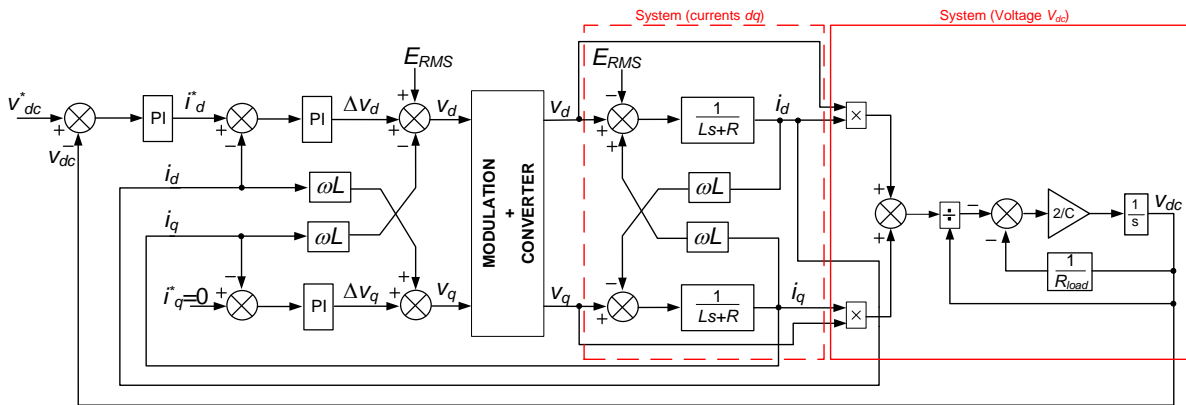 System (currents dq)
System (Voltage Vdc)
ERMS
ERMS
v*dc
+
−
vdc
PI
i*d
+
−
PI
Δvd
+
+
−
vd
MODULATION
+
CONVERTER
vd
−
+
+
1
Ls+R
id
×
id
ωL
ωL
iq
ωL
ωL
+
+
÷
−
−
2/C
1
s
vdc
1
Rload
i*q=0
−
+
PI
Δvq
+
+
vq
vq
−
+
1
Ls+R
iq
×